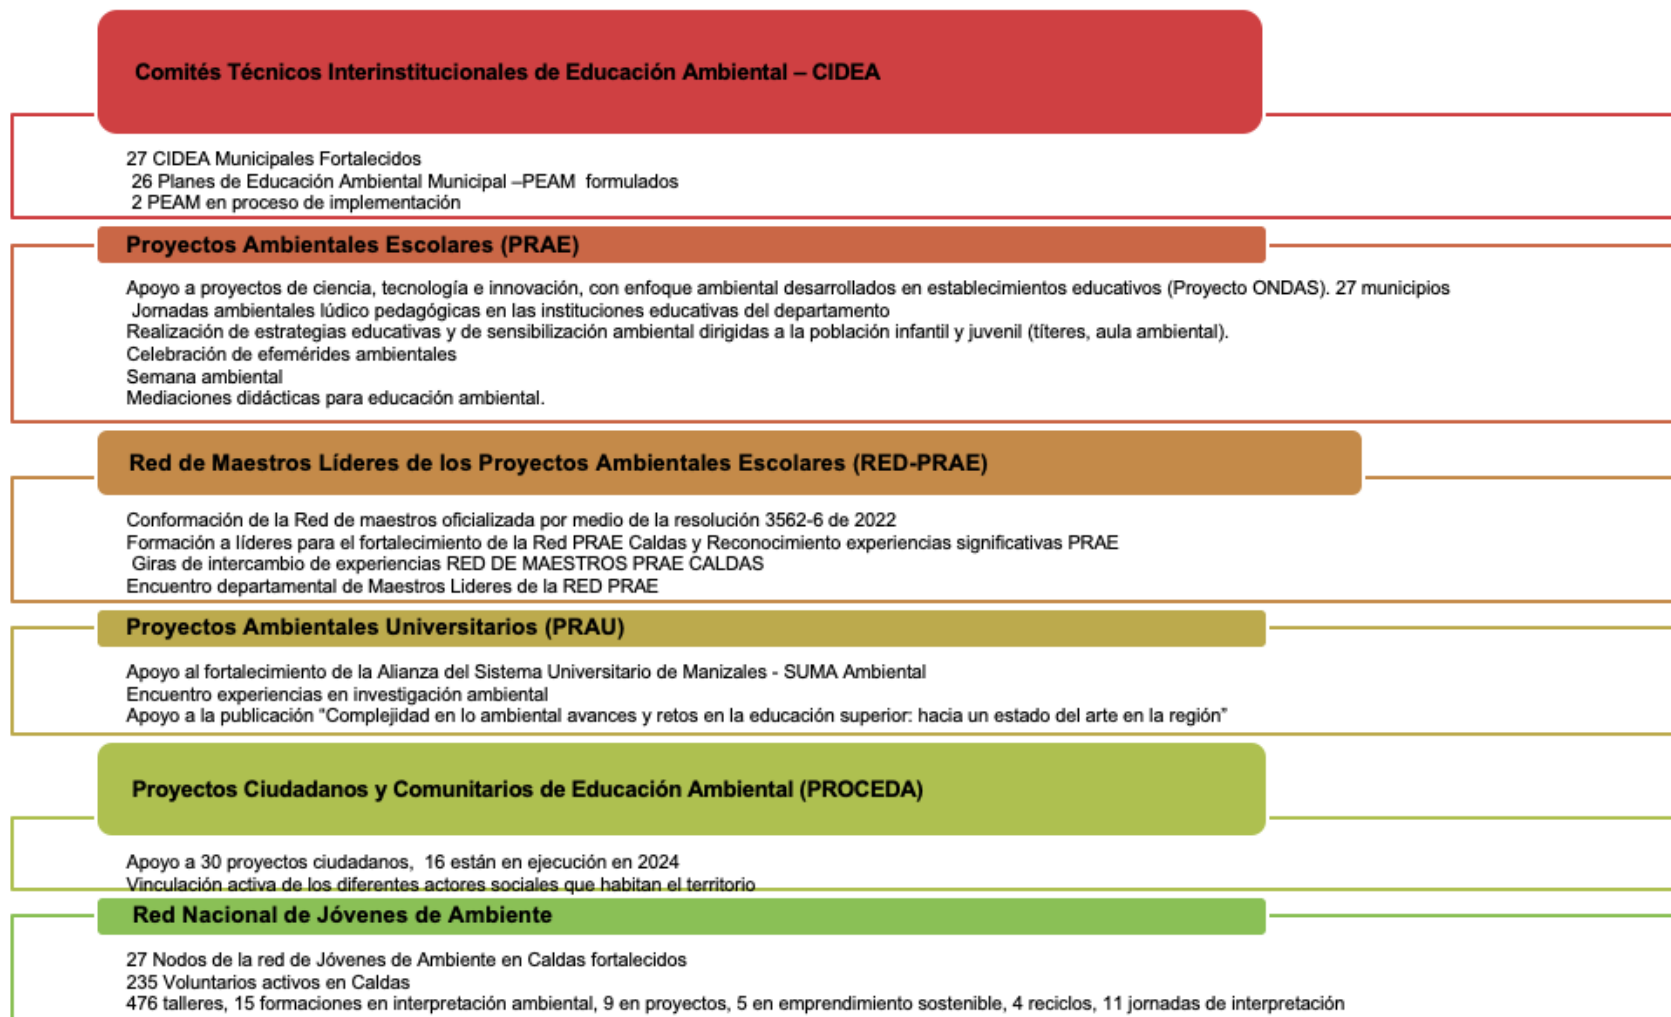 Comités Técnicos Interinstitucionales de Educación Ambiental – CIDEA
27 CIDEA Municipales Fortalecidos
26 Planes de Educación Ambiental Municipal –PEAM formulados
2 PEAM en proceso de implementación
Proyectos Ambientales Escolares (PRAE)
Apoyo a proyectos de ciencia, tecnología e innovación, con enfoque ambiental desarrollados en establecimientos educativos (Proyecto ONDAS). 27 municipios
Jornadas ambientales lúdico pedagógicas en las instituciones educativas del departamento
Realización de estrategias educativas y de sensibilización ambiental dirigidas a la población infantil y juvenil (títeres, aula ambiental).
Celebración de efemérides ambientales
Semana ambiental
Mediaciones didácticas para educación ambiental.
Red de Maestros Líderes de los Proyectos Ambientales Escolares (RED-PRAE)
Conformación de la Red de maestros oficializada por medio de la resolución 3562-6 de 2022
Formación a líderes para el fortalecimiento de la Red PRAE Caldas y Reconocimiento experiencias significativas PRAE
Giras de intercambio de experiencias RED DE MAESTROS PRAE CALDAS
Encuentro departamental de Maestros Lideres de la RED PRAE
Proyectos Ambientales Universitarios (PRAU)
Apoyo al fortalecimiento de la Alianza del Sistema Universitario de Manizales - SUMA Ambiental
Encuentro experiencias en investigación ambiental
Apoyo a la publicación “Complejidad en lo ambiental avances y retos en la educación superior: hacia un estado del arte en la región”
Proyectos Ciudadanos y Comunitarios de Educación Ambiental (PROCEDA)
Apoyo a 30 proyectos ciudadanos, 16 están en ejecución en 2024
Vinculación activa de los diferentes actores sociales que habitan el territorio
Red Nacional de Jóvenes de Ambiente
27 Nodos de la red de Jóvenes de Ambiente en Caldas fortalecidos
235 Voluntarios activos en Caldas
476 talleres, 15 formaciones en interpretación ambiental, 9 en proyectos, 5 en emprendimiento sostenible, 4 reciclos, 11 jornadas de interpretación